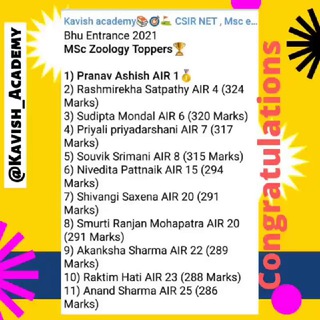 @Kavish_Academy
Kavish academy📚🎯⛳ CSIR NET , Msc e...
Bhu Entrance 2021
MSc Zoology Toppers🏆
1) Pranav Ashish AIR 1🥇
2) Rashmirekha Satpathy AIR 4 (324
Marks)
3) Sudipta Mondal AIR 6 (320 Marks)
4) Priyali priyadarshani AIR 7 (317
Marks)
5) Souvik Srimani AIR 8 (315 Marks)
6) Nivedita Pattnaik AIR 15 (294
Marks)
7) Shivangi Saxena AIR 20 (291
Marks)
8) Smurti Ranjan Mohapatra AIR 20
(291 Marks)
9) Akanksha Sharma AIR 22 (289
Marks)
10) Raktim Hati AIR 23 (288 Marks)
11) Anand Sharma AIR 25 (286
Marks)
Congratulations